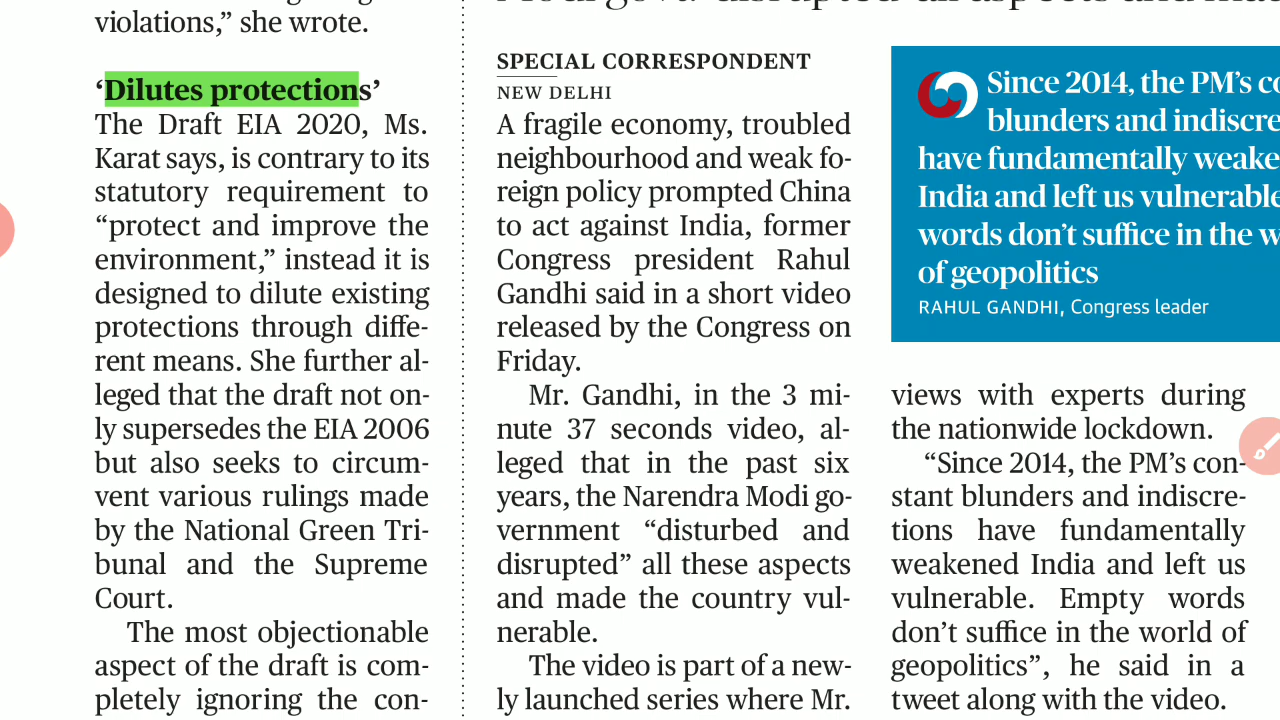 violations,” she wrote.
‘Dilutes protections’
The Draft EIA 2020, Ms.
Karat says, is contrary to its
statutory requirement to
“protect and improve the
environment,” instead it is
designed to dilute existing
protections through diffe-
rent means. She further al-
leged that the draft not on-
ly supersedes the EIA 2006
but also seeks to circum-
vent various rulings made
by the National Green Tri-
bunal and the Supreme
Court.
The most objectionable
aspect of the draft is com-
pletely ignoring the con-
SPECIAL CORRESPONDENT
NEW DELHI
A fragile economy, troubled
neighbourhood and weak fo-
reign policy prompted China
to act against India, former
Congress president Rahul
Gandhi said in a short video
released by the Congress on
Friday.
Mr. Gandhi, in the 3 mi-
nute 37 seconds video, al-
leged that in the past six
years, the Narendra Modi go-
vernment “disturbed and
disrupted” all these aspects
and made the country vul-
nerable.
The video is part of a new-
ly launched series where Mr.
Since 2014, the PM’s co
blunders and indiscre
have fundamentally weake
India and left us vulnerable
words don’t suffice in the w
of geopolitics
RAHUL GANDHI, Congress leader
views with experts during
the nationwide lockdown.
“Since 2014, the PM’s con-
stant blunders and indiscre-
tions have fundamentally
weakened India and left us
vulnerable. Empty words
don’t suffice in the world of
geopolitics”, he said in a
tweet along with the video.